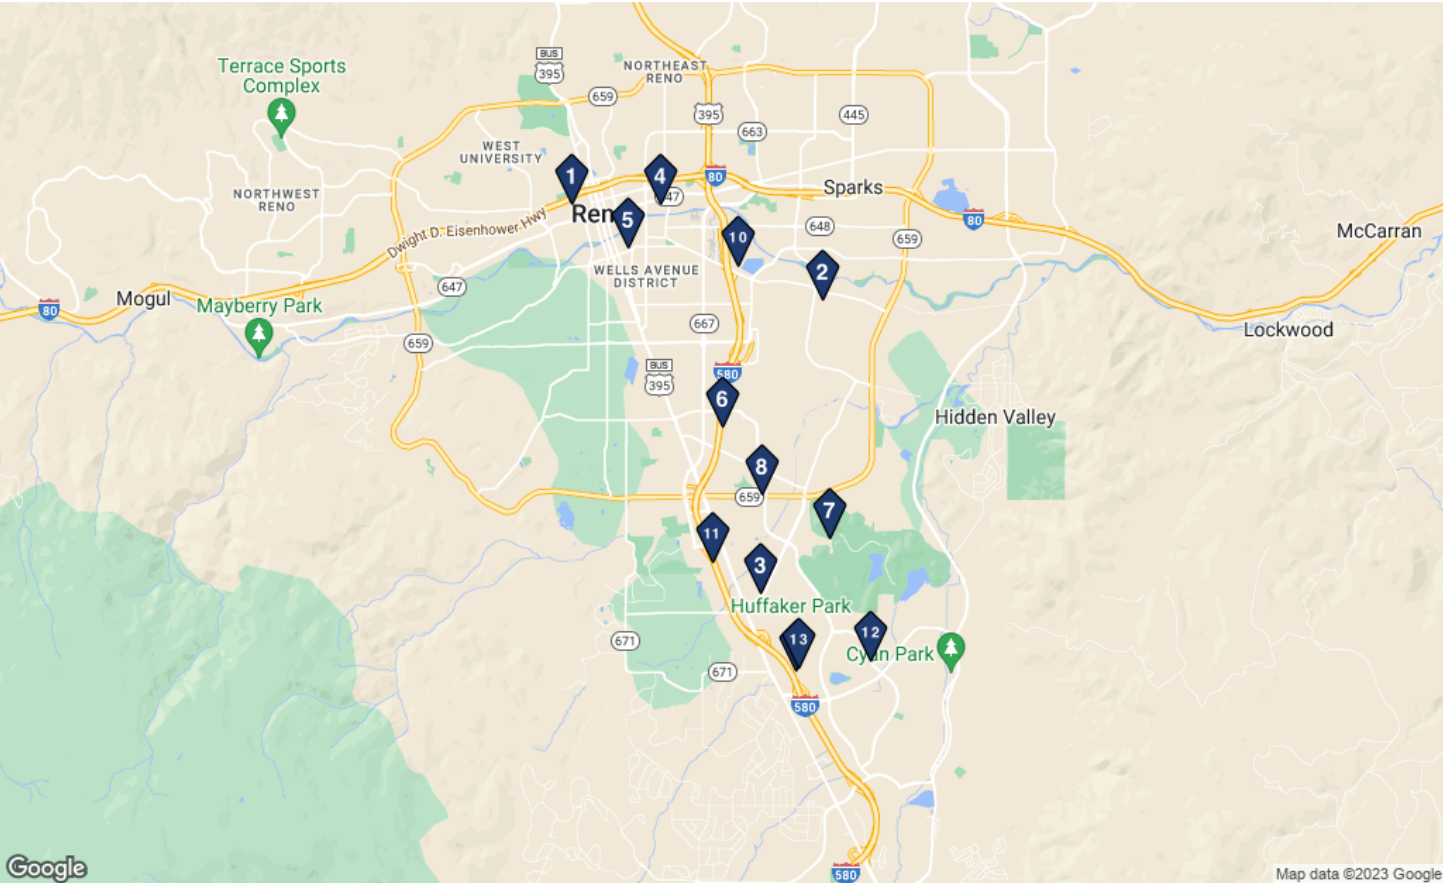 BUS
395
NORTHEAST
RENO
Terrace Sports
Complex
659
395
445
663
WEST
UNIVERSITY
1
4
80
Sparks
NORTHWEST
RENO
47
Ren
5
Dwight D. Eisenhower Hwy
10
648
659
80
McCarran
2
WELLS AVENUE
DISTRICT
647
Mogul
80
Mayberry Park
667
Lockwood
659
BUS
395
580
6
Hidden Valley
8
659
7
11
3
Huffaker Park
671
13
12
Cyan Park
671
580
580
Google
Map data ©2023 Google